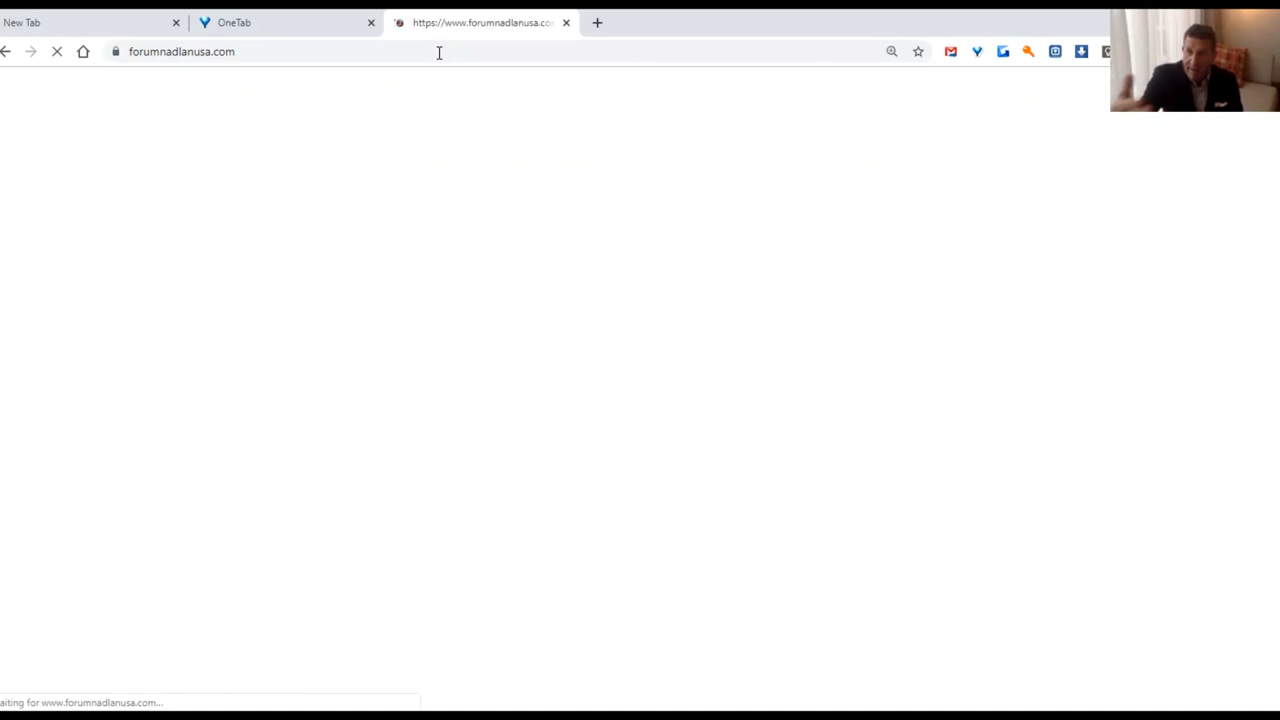 New Tab
OneTab
https://www.forumnadlanusa.co
forumnadlanusa.com
aiting for www.forumnadlanusa.com...